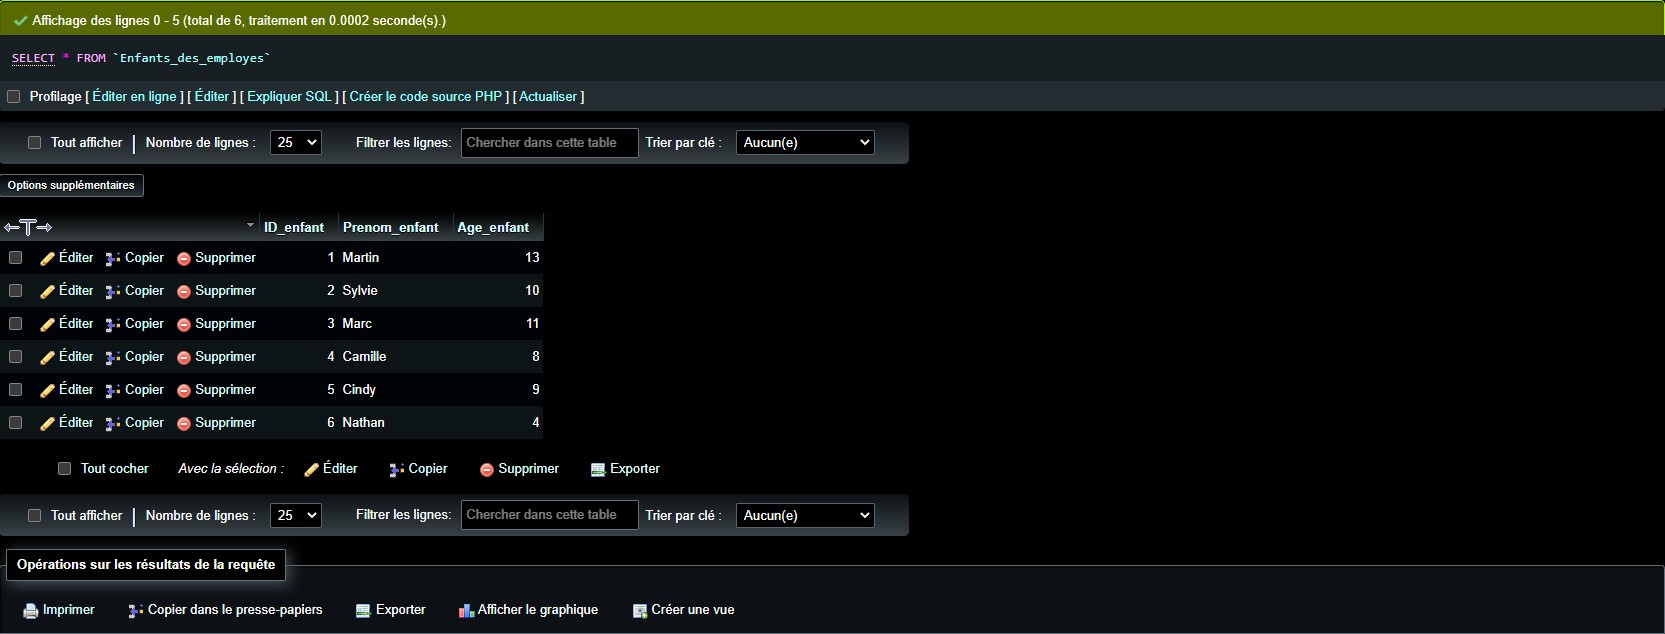 Affichage des lignes 0 - 5 (total de 6, traitement en 0.0002 seconde(s).)
SELECT * FROM `Enfants_des_employes`
Profilage [ Éditer en ligne ] [ Éditer ] [ Expliquer SQL ] [ Créer le code source PHP ] [ Actualiser ]
Tout afficher | Nombre de lignes : 25 Filtrer les lignes: Chercher dans cette table Trier par clé : Aucun(e)
Options supplémentaires
←T→ ID_enfant Prenom_enfant Age_enfant
Éditer Copier Supprimer 1 Martin 13
Éditer Copier Supprimer 2 Sylvie 10
Éditer Copier Supprimer 3 Marc 11
Éditer Copier Supprimer 4 Camille 8
Éditer Copier Supprimer 5 Cindy 9
Éditer Copier Supprimer 6 Nathan 4
Tout cocher Avec la sélection : Éditer Copier Supprimer Exporter
Tout afficher | Nombre de lignes : 25 Filtrer les lignes: Chercher dans cette table Trier par clé : Aucun(e)
Opérations sur les résultats de la requête
Imprimer Copier dans le presse-papiers Exporter Afficher le graphique Créer une vue